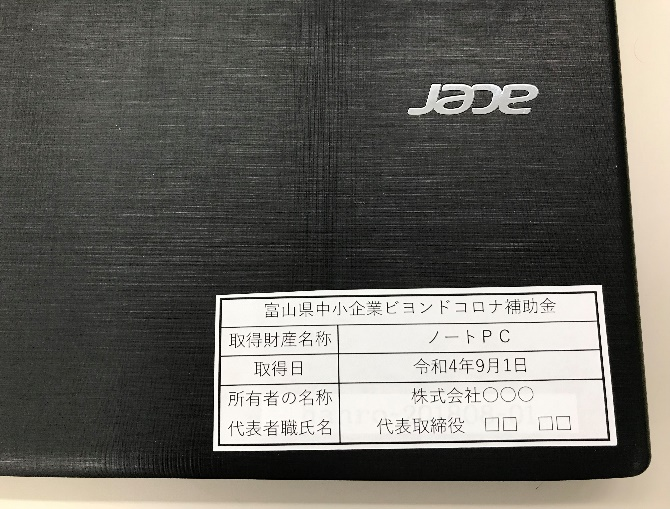 acer
富山県中小企業ビヨンドコロナ補助金
取得財産名称 ノートＰＣ
取得日 令和4年9月1日
所有者の名称 株式会社〇〇〇
代表者職氏名 代表取締役 □□ □□